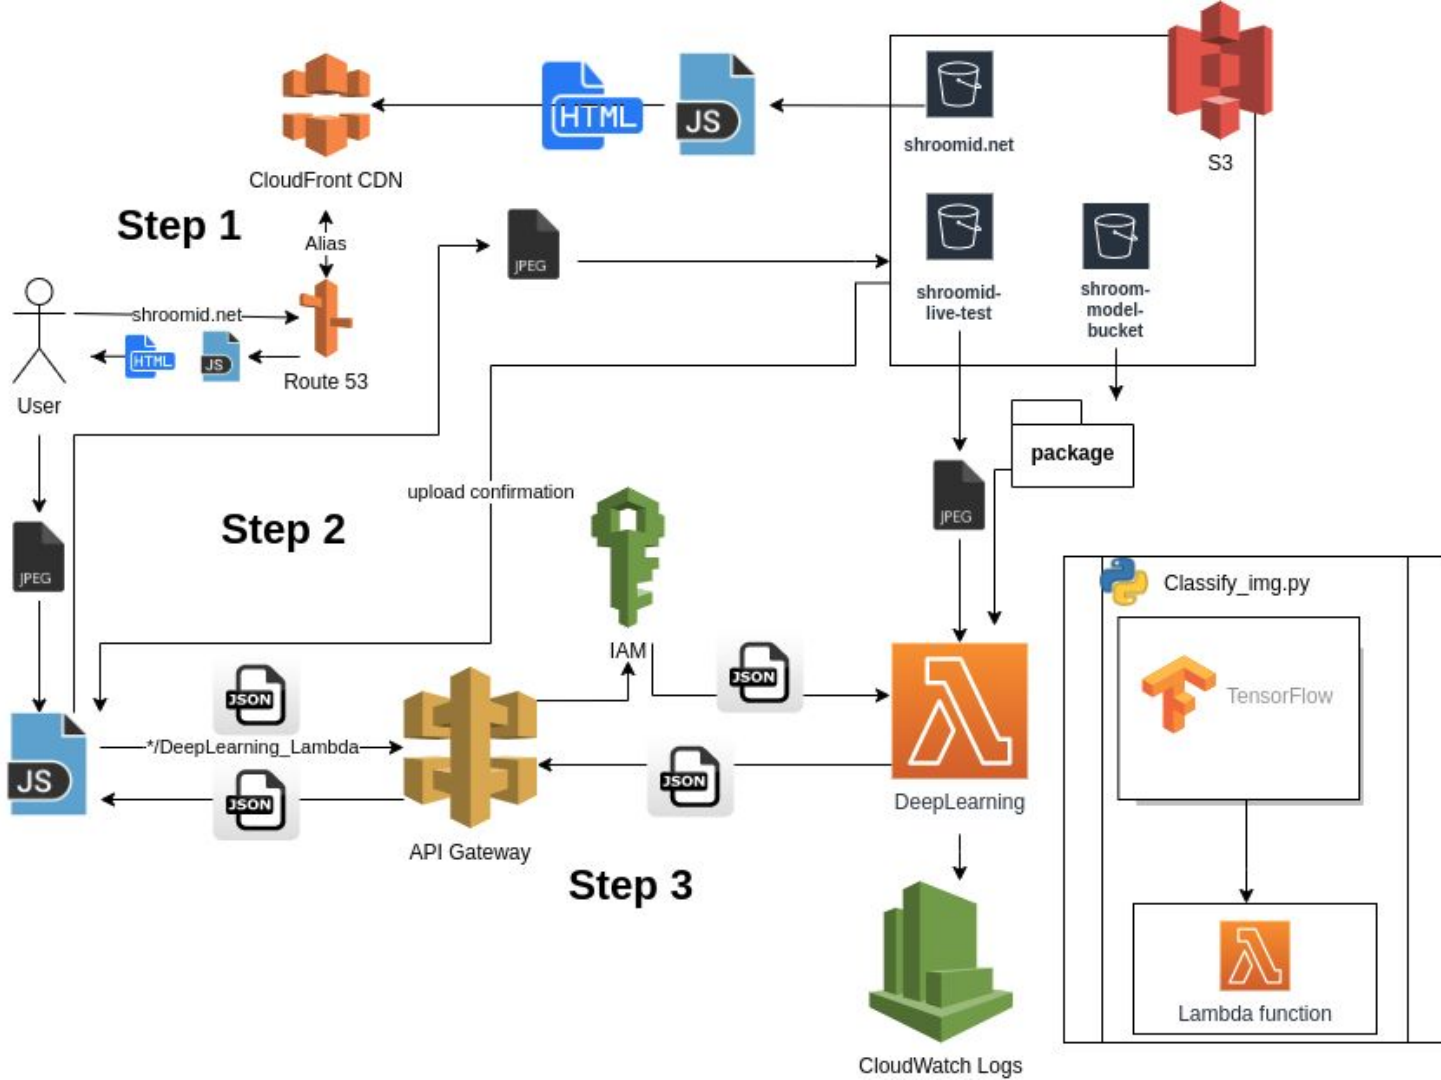 HTML
JS
shroomid.net
S3
CloudFront CDN
Step 1
Alias
JPEG
shroomid-
live-test
shroom-
model-
bucket
shroomid.net
HTML
JS
Route 53
User
package
upload confirmation
Step 2
JPEG
JPEG
Classify_img.py
IAM
JSON
JSON
TensorFlow
*/DeepLearning_Lambda
JS
JSON
JSON
DeepLearning
API Gateway
Step 3
Lambda function
CloudWatch Logs